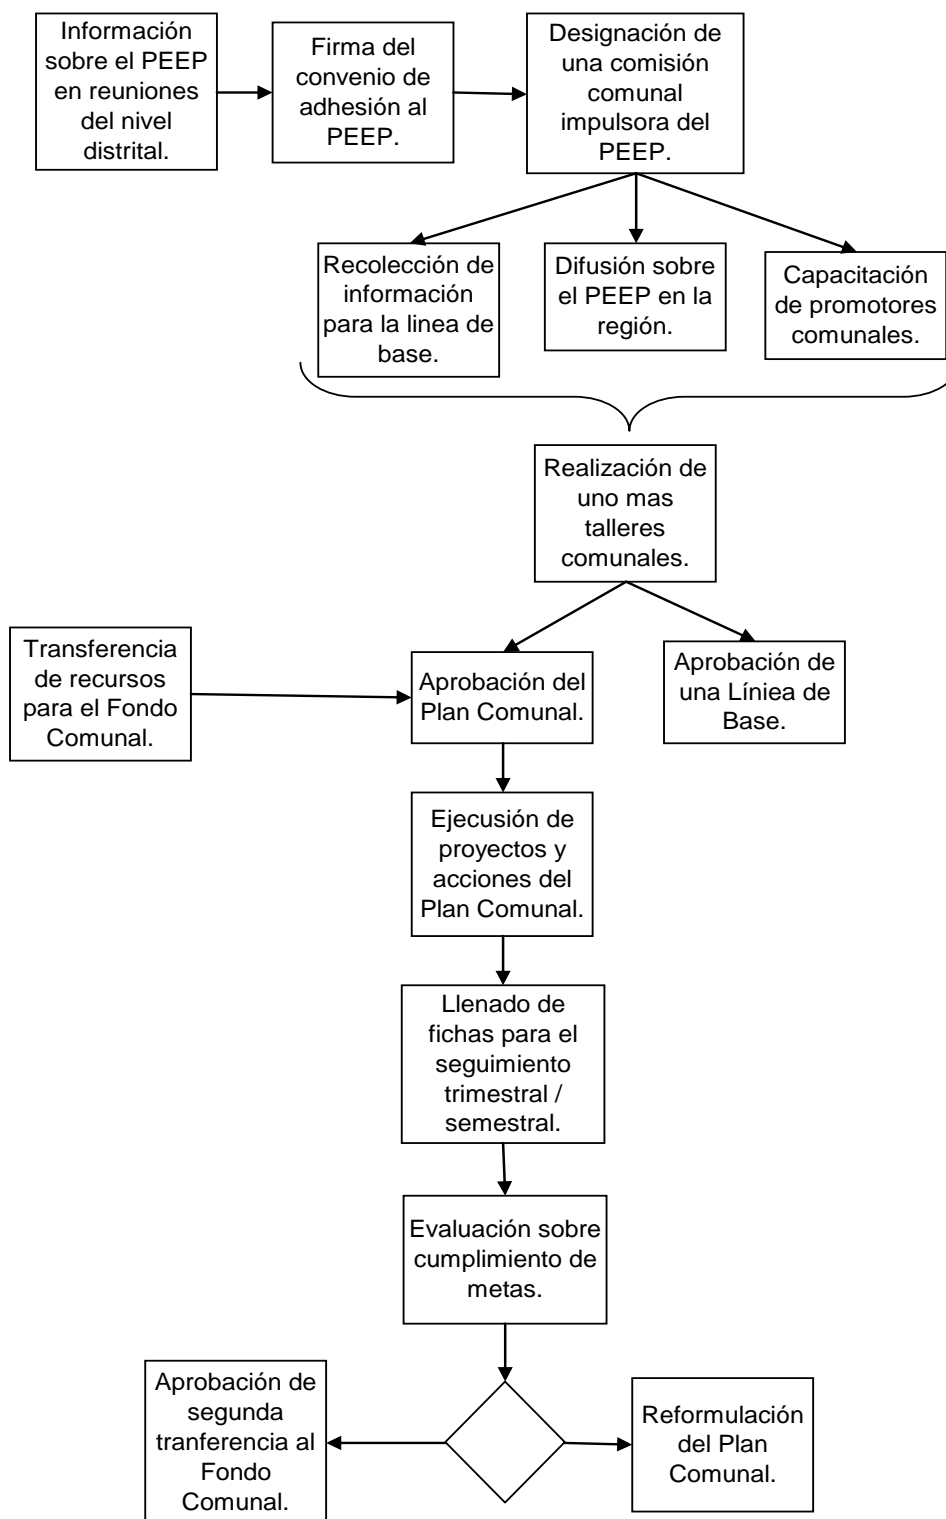 Información
sobre el PEEP
en reuniones
del nivel
distrital.
Firma del
convenio de
adhesión al
PEEP.
Designación de
una comisión
comunal
impulsora del
PEEP.
Recolección de
información
para la linea de
base.
Difusión sobre
el PEEP en la
región.
Capacitación
de promotores
comunales.
Realización de
uno mas
talleres
comunales.
Transferencia
de recursos
para el Fondo
Comunal.
Aprobación del
Plan Comunal.
Aprobación de
una Líniea de
Base.
Ejecusión de
proyectos y
acciones del
Plan Comunal.
Llenado de
fichas para el
seguimiento
trimestral /
semestral.
Evaluación sobre
cumplimiento de
metas.
Aprobación de
segunda
tranferencia al
Fondo
Comunal.
Reformulación
del Plan
Comunal.